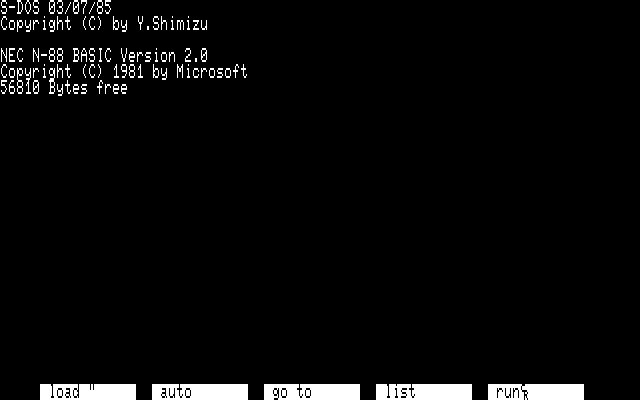 S-DOS 03/07/85
Copyright (C) by Y.Shimizu
NEC N-88 BASIC Version 2.0
Copyright (C) 1981 by Microsoft
56810 Bytes free
load " auto go to list run␍